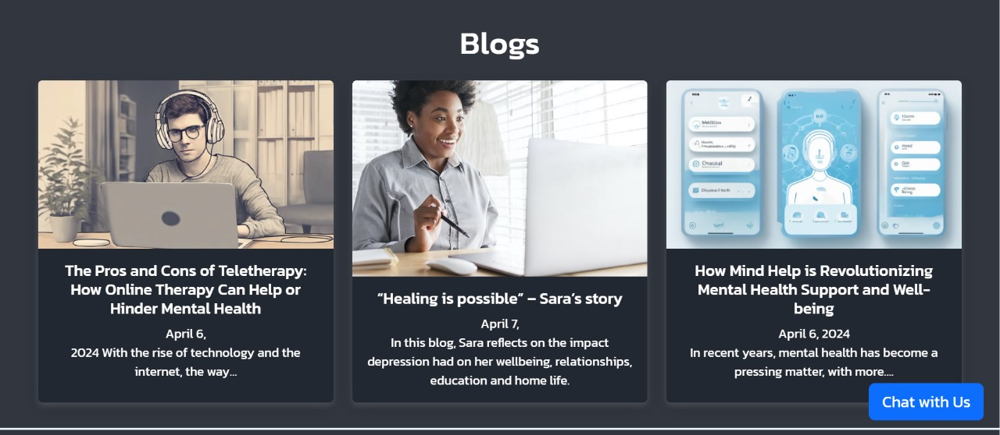 Blogs
The Pros and Cons of Teletherapy:
How Online Therapy Can Help or
Hinder Mental Health
April 6,
2024 With the rise of technology and the
internet, the way...
“Healing is possible” – Sara’s story
April 7,
In this blog, Sara reflects on the impact
depression had on her wellbeing, relationships,
education and home life.
How Mind Help is Revolutionizing
Mental Health Support and Well-
being
April 6, 2024
In recent years, mental health has become a
pressing matter, with more....
Chat with Us